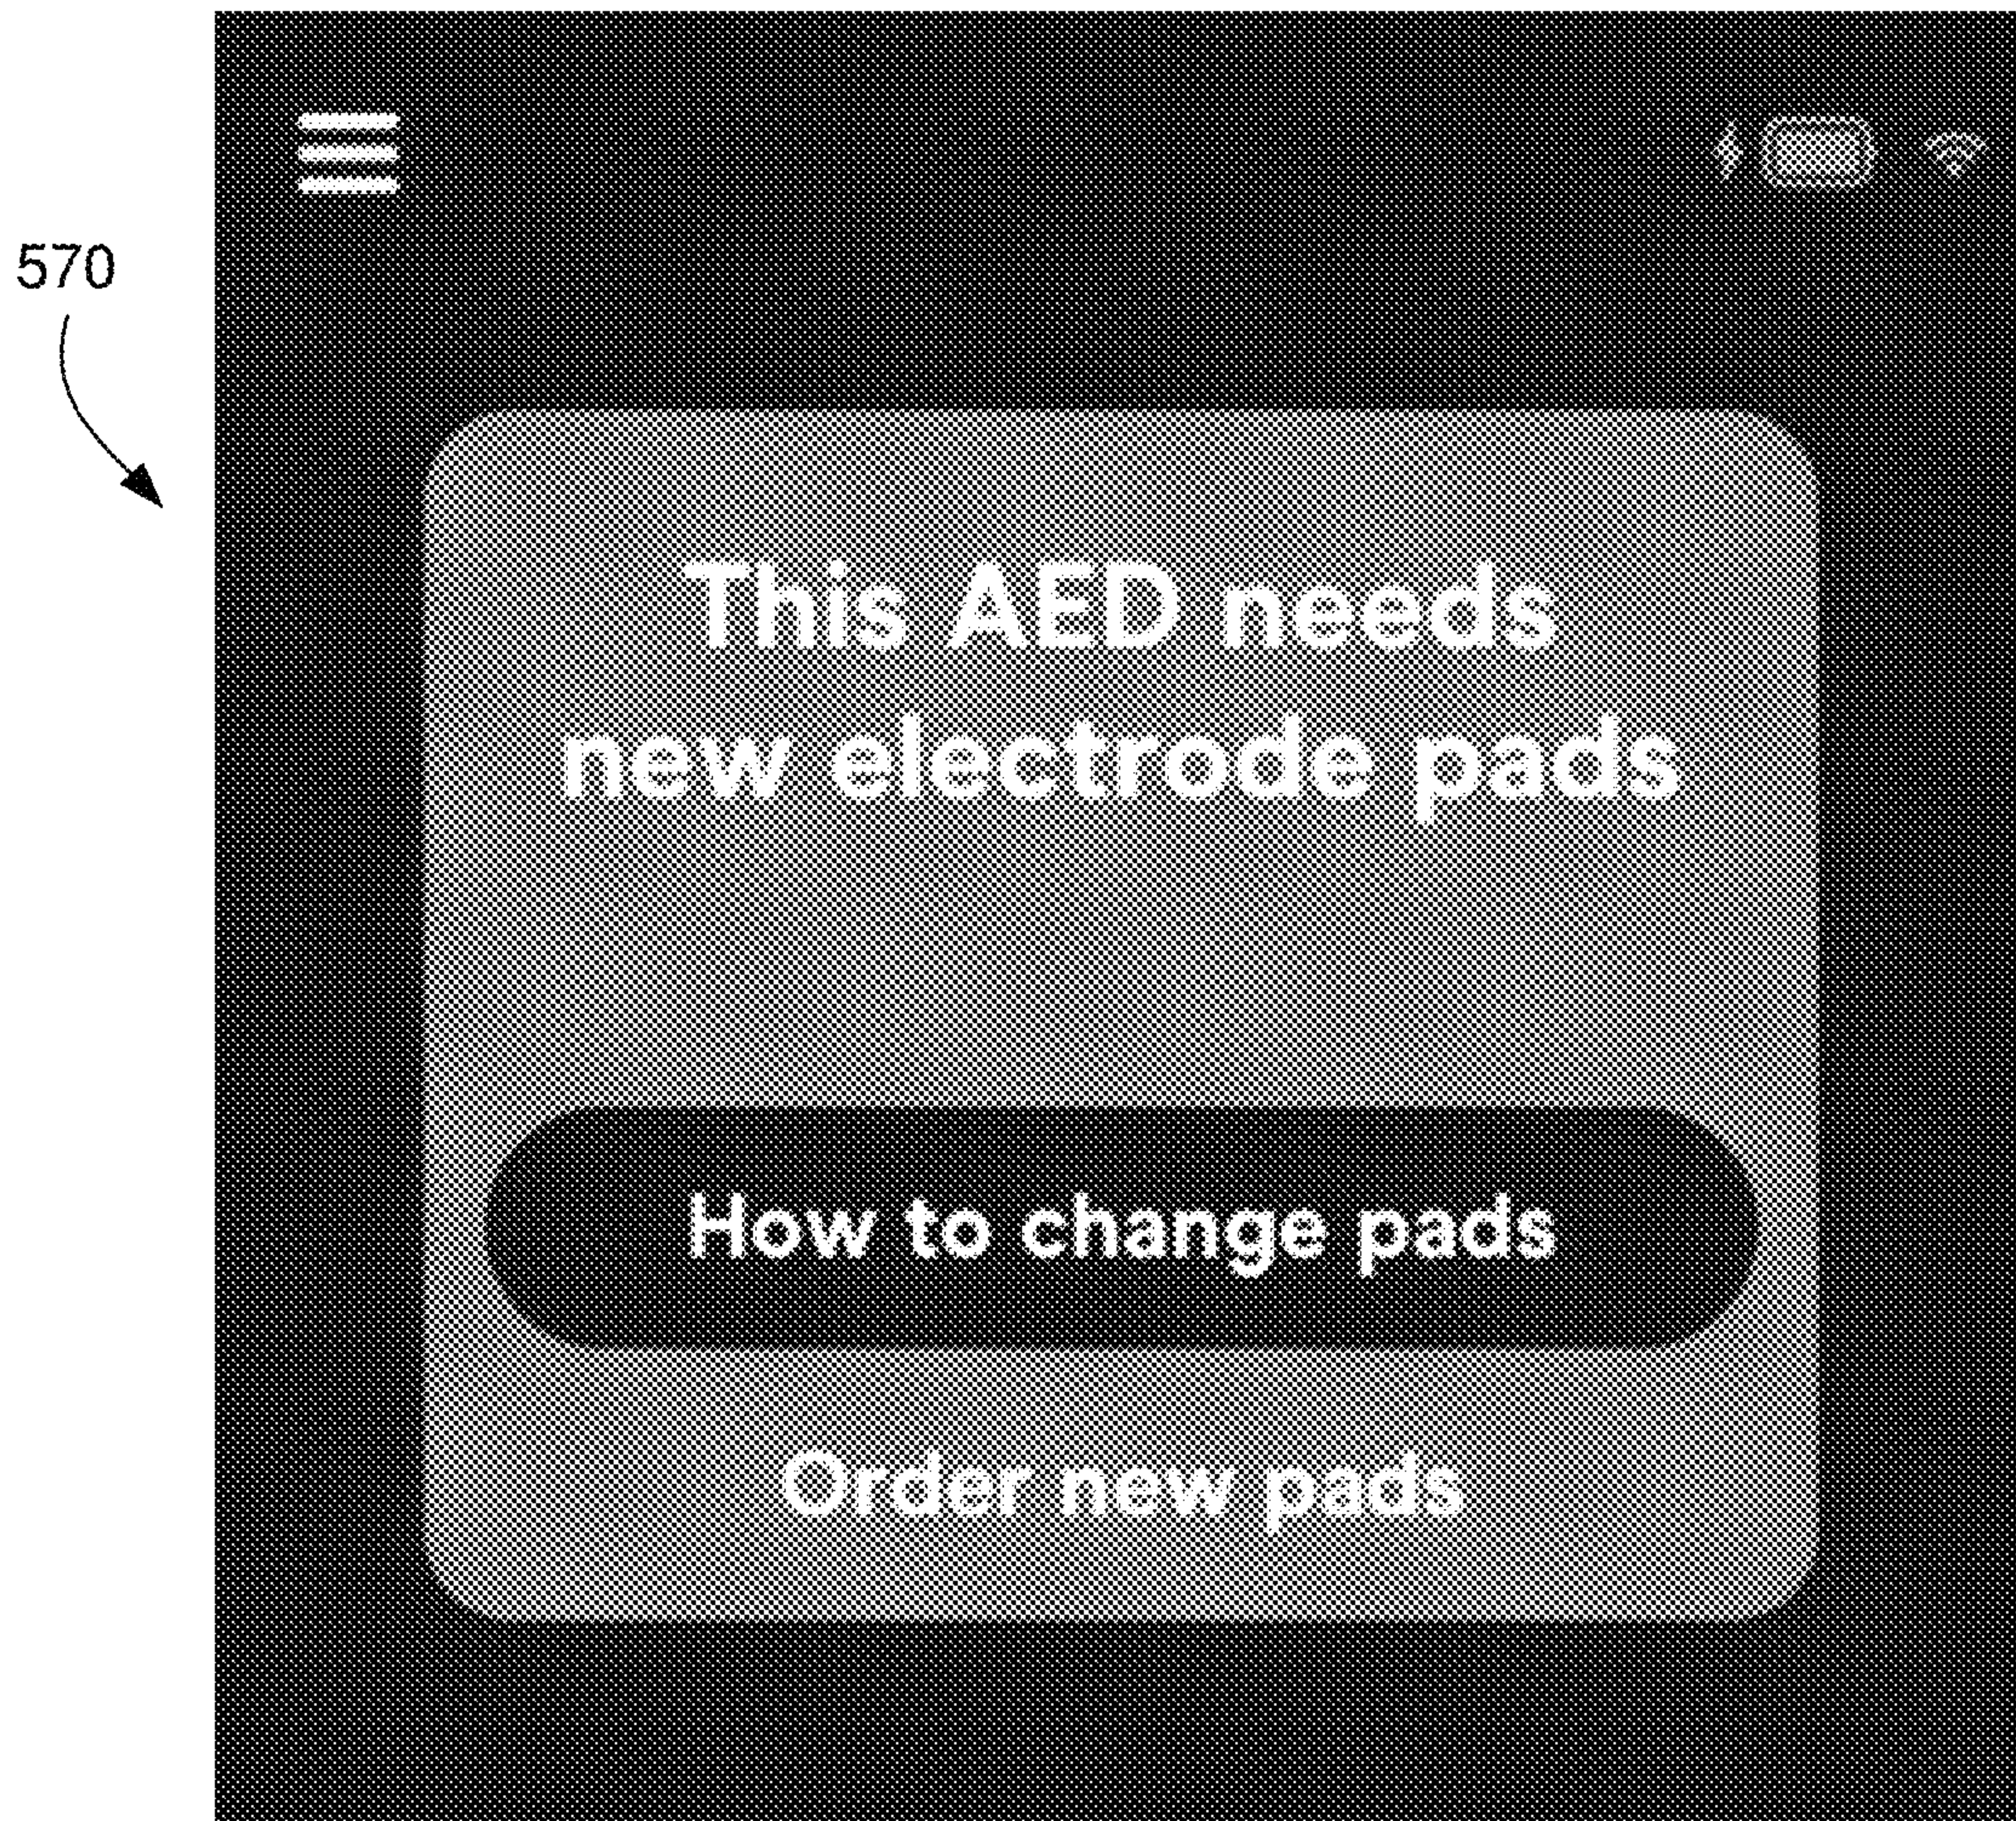 570
This AED needs
new electrode pads
How to change pads
Order new pads